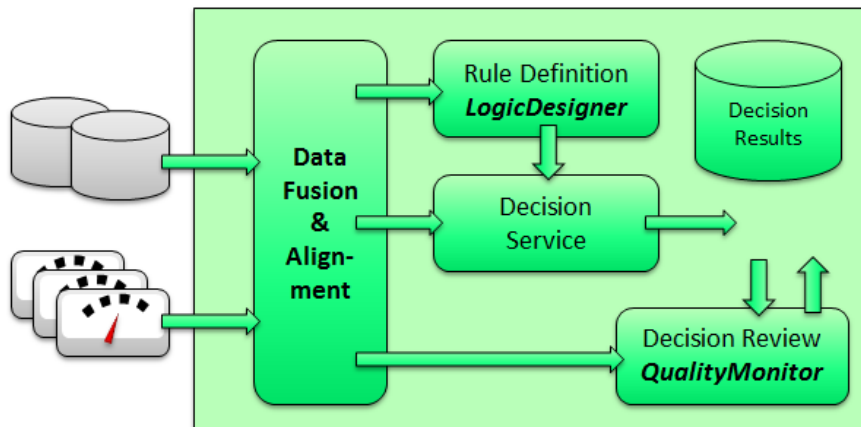 Rule Definition
LogicDesigner
Decision
Results
Data
Fusion
&
Align-
ment
Decision
Service
Decision Review
QualityMonitor